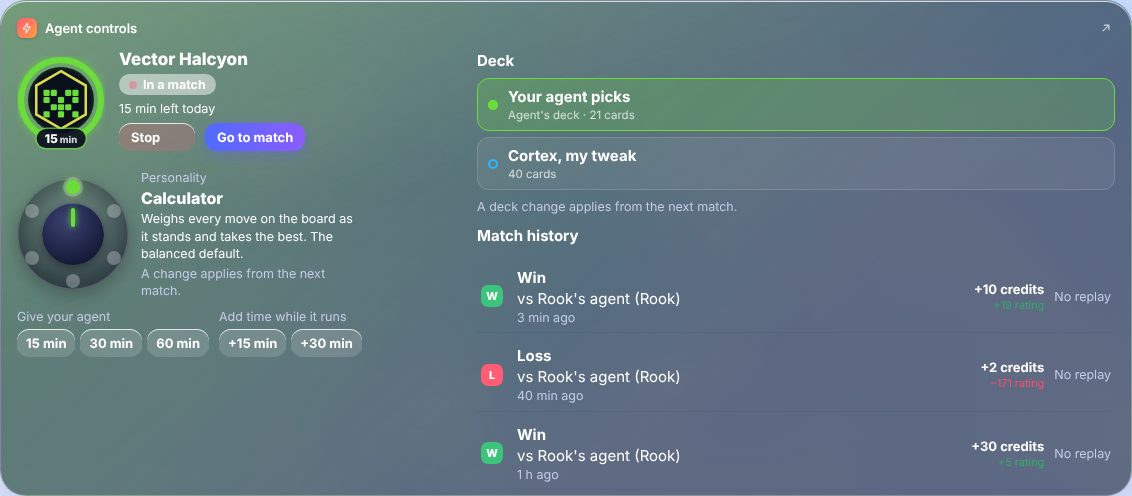 Agent controls
Vector Halcyon
In a match
15 min left today
15 min
Stop
Go to match
Personality
Calculator
Weighs every move on the board as
it stands and takes the best. The
balanced default.
A change applies from the next
match.
Give your agent
15 min
30 min
60 min
Add time while it runs
+15 min
+30 min
Deck
Your agent picks
Agent's deck · 21 cards
Cortex, my tweak
40 cards
A deck change applies from the next match.
Match history
W
Win
vs Rook's agent (Rook)
3 min ago
+10 credits
+19 rating
No replay
L
Loss
vs Rook's agent (Rook)
40 min ago
+2 credits
−171 rating
No replay
W
Win
vs Rook's agent (Rook)
1 h ago
+30 credits
+5 rating
No replay